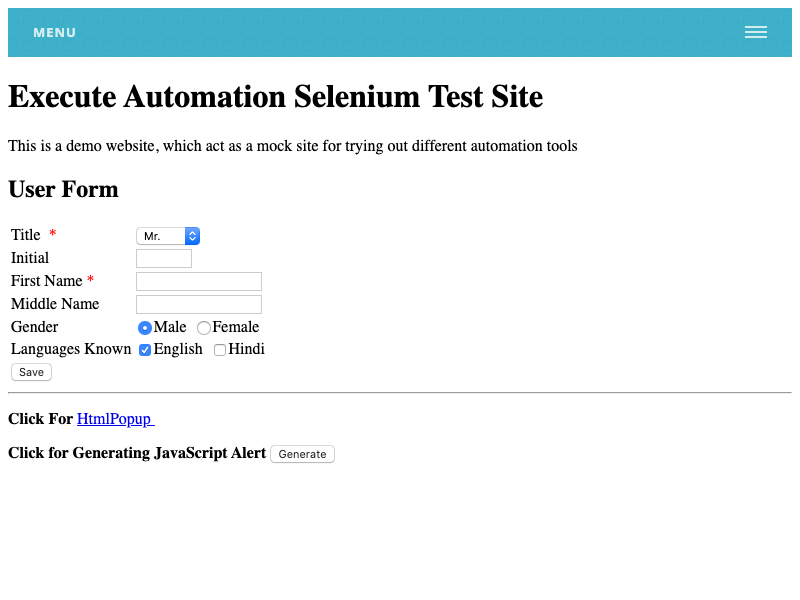 MENU
Execute Automation Selenium Test Site
This is a demo website, which act as a mock site for trying out different automation tools
User Form
Title * Mr.
Initial
First Name *
Middle Name
Gender Male Female
Languages Known English Hindi
Save
Click For HtmlPopup
Click for Generating JavaScript Alert Generate